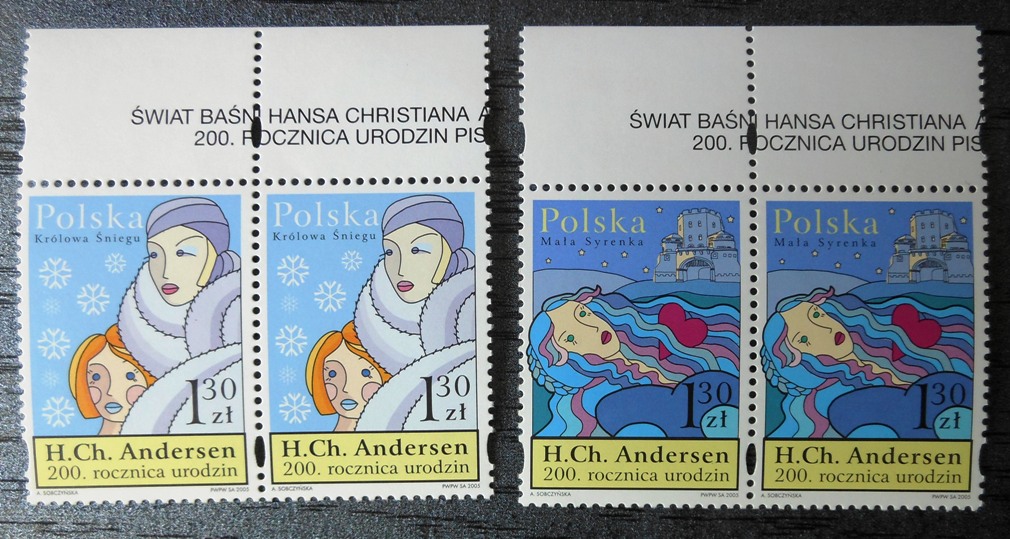 ŚWIAT BAŚNI HANSA CHRISTIANA A
200. ROCZNICA URODZIN PIS
Polska
Królowa Śniegu
1 30
zł
H.Ch. Andersen
200. rocznica urodzin
A. SOBCZYŃSKA PWPW SA 2005
Polska
Królowa Śniegu
1 30
zł
H.Ch. Andersen
200. rocznica urodzin
A. SOBCZYŃSKA PWPW SA 2005
ŚWIAT BAŚNI HANSA CHRISTIANA A
200. ROCZNICA URODZIN PIS
Polska
Mała Syrenka
1 30
zł
H.Ch. Andersen
200. rocznica urodzin
A. SOBCZYŃSKA PWPW SA 2005
Polska
Mała Syrenka
1 30
zł
H.Ch. Andersen
200. rocznica urodzin
A. SOBCZYŃSKA PWPW SA 2005